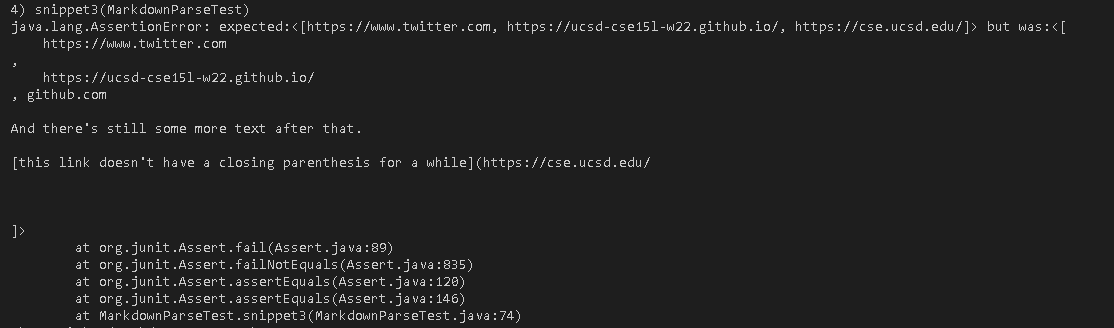 4) snippet3(MarkdownParseTest)
java.lang.AssertionError: expected:<[https://www.twitter.com, https://ucsd-cse15l-w22.github.io/, https://cse.ucsd.edu/]> but was:<[
    https://www.twitter.com
,
    https://ucsd-cse15l-w22.github.io/
, github.com
And there's still some more text after that.
[this link doesn't have a closing parenthesis for a while](https://cse.ucsd.edu/
]>
        at org.junit.Assert.fail(Assert.java:89)
        at org.junit.Assert.failNotEquals(Assert.java:835)
        at org.junit.Assert.assertEquals(Assert.java:120)
        at org.junit.Assert.assertEquals(Assert.java:146)
        at MarkdownParseTest.snippet3(MarkdownParseTest.java:74)